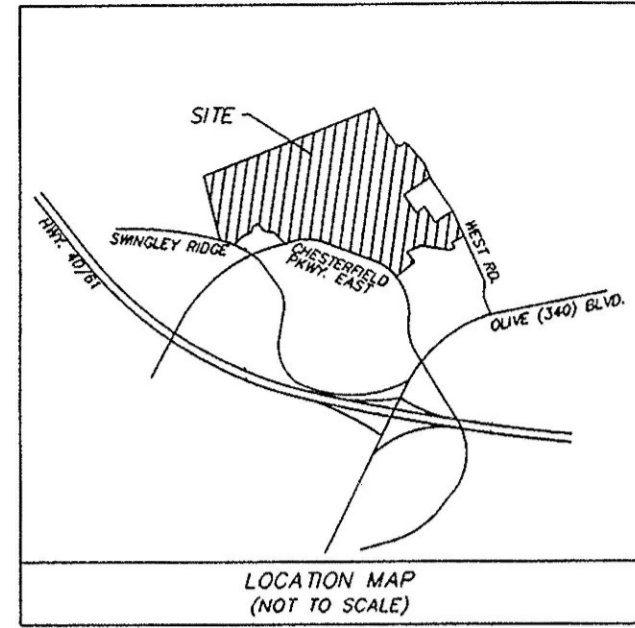 SITE
HWY. 40/61
SWINGLEY RIDGE
CHESTERFIELD
PKWY. EAST
WEST RD.
OLIVE (340) BLVD.
LOCATION MAP
(NOT TO SCALE)